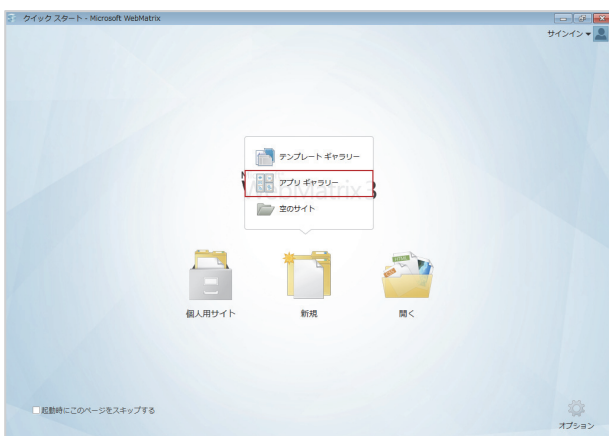 クイック スタート - Microsoft WebMatrix
サインイン
テンプレート ギャラリー
アプリ ギャラリー
空のサイト
個人用サイト
新規
開く
起動時にこのページをスキップする
オプション